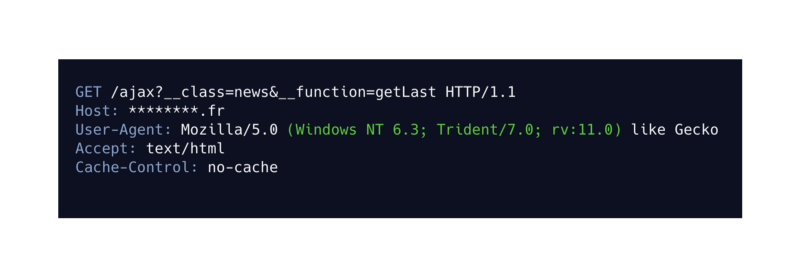 GET /ajax?__class=news&__function=getLast HTTP/1.1
Host: ********.fr
User-Agent: Mozilla/5.0 (Windows NT 6.3; Trident/7.0; rv:11.0) like Gecko
Accept: text/html
Cache-Control: no-cache